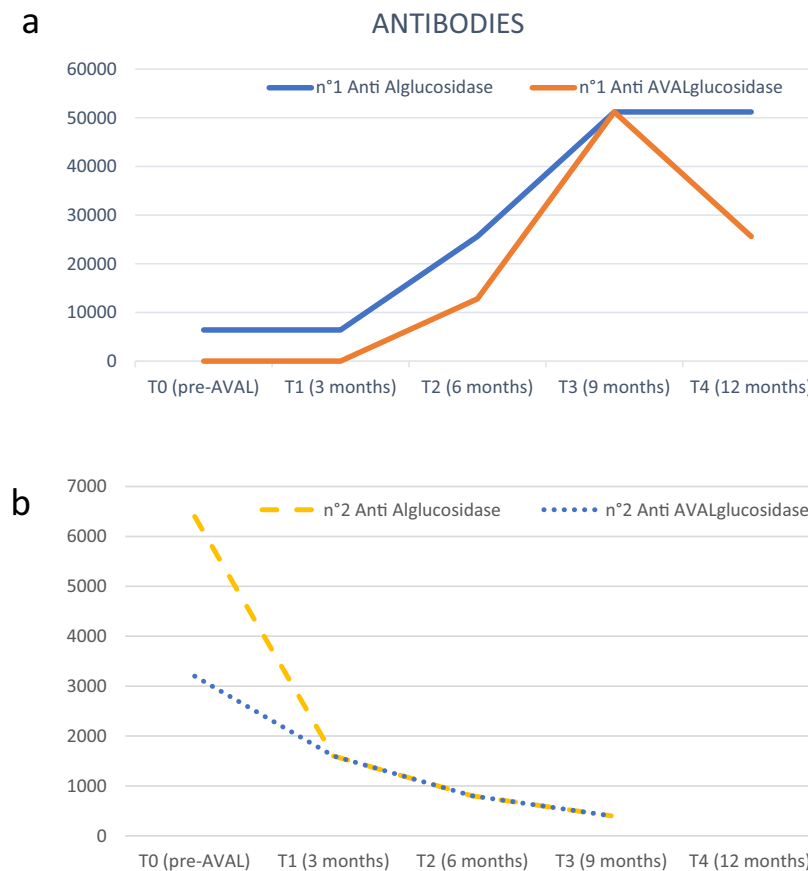 a
ANTIBODIES
60000
n°1 Anti Alglucosidase
n°1 Anti AVALglucosidase
50000
40000
30000
20000
10000
0
T0 (pre-AVAL) T1 (3 months) T2 (6 months) T3 (9 months) T4 (12 months)
b
7000
n°2 Anti Alglucosidase
n°2 Anti AVALglucosidase
6000
5000
4000
3000
2000
1000
0
T0 (pre-AVAL) T1 (3 months) T2 (6 months) T3 (9 months) T4 (12 months)